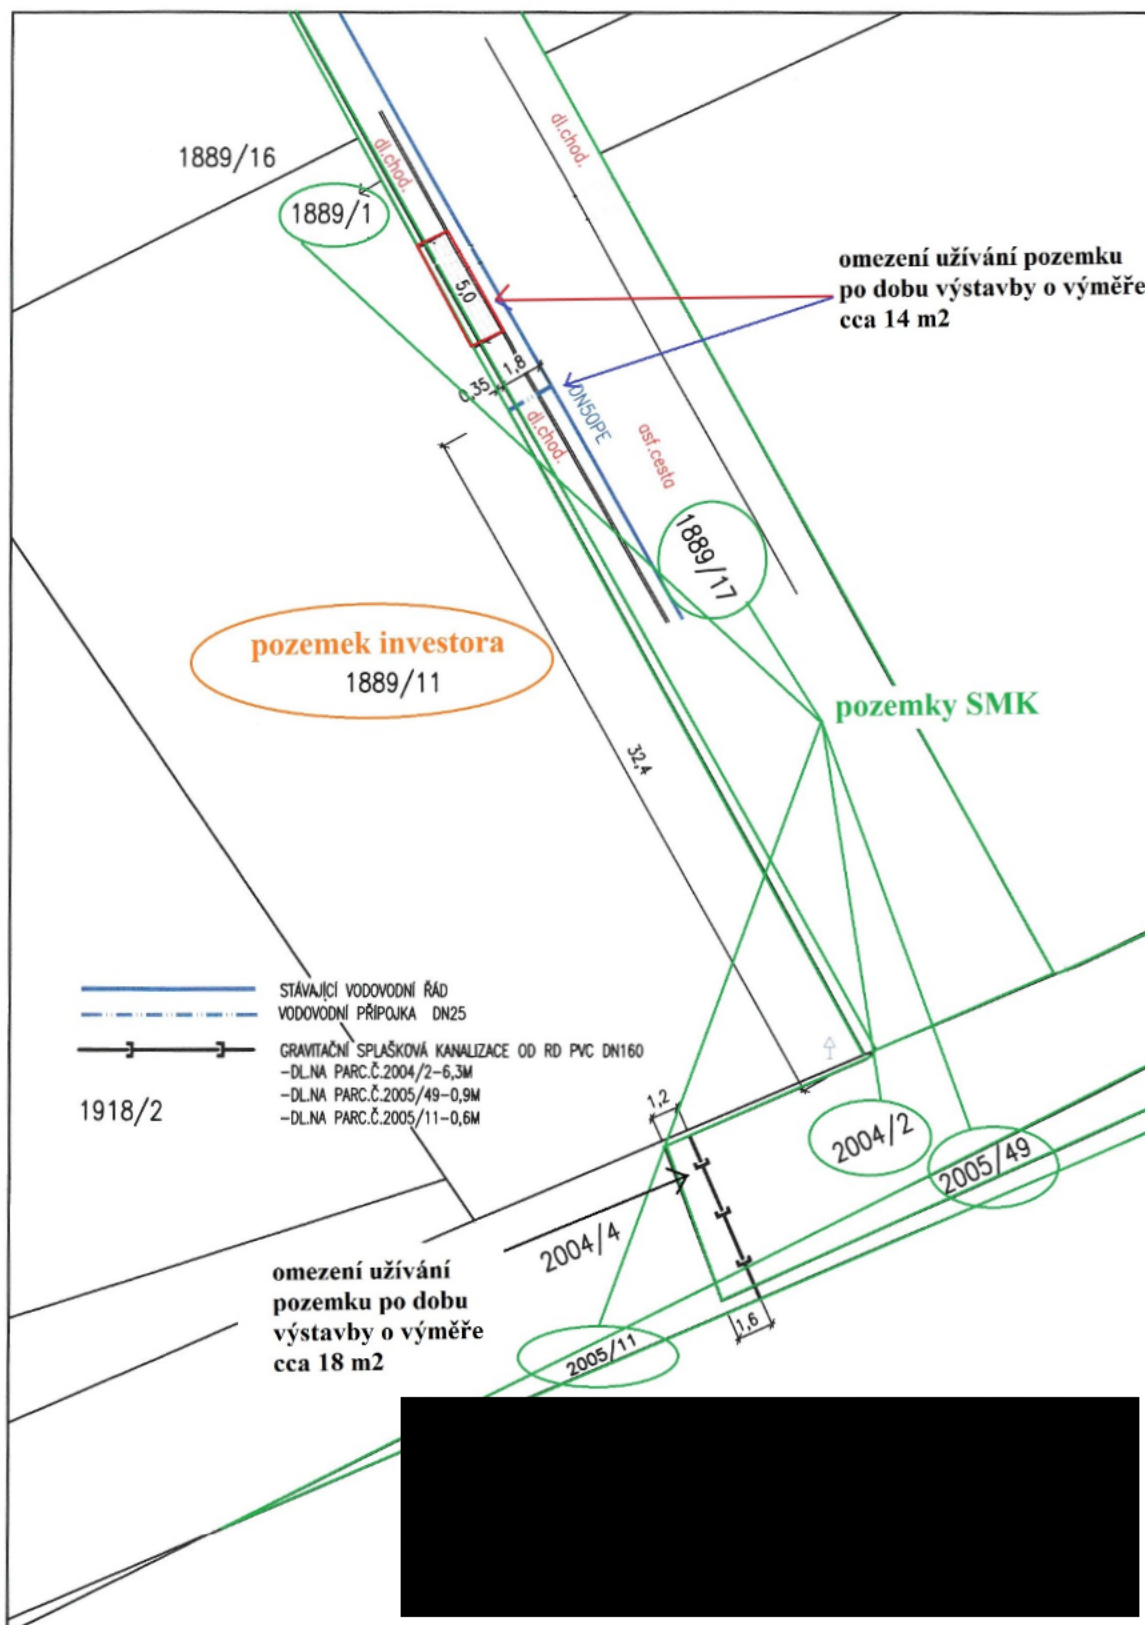 dl.chod.
1889/16
dl.chod.
1889/1
omezení užívání pozemku
po dobu výstavby o výměře
cca 14 m2
5,0
1,8
0,35
DN50PE
dl.chod.
asf.cesta
1889/17
pozemek investora
1889/11
pozemky SMK
32,4
STÁVAJÍCÍ VODOVODNÍ ŘÁD
VODOVODNÍ PŘÍPOJKA DN25
GRAVITAČNÍ SPLAŠKOVÁ KANALIZACE OD RD PVC DN160
-DL.NA PARC.Č.2004/2-6,3M
-DL.NA PARC.Č.2005/49-0,9M
-DL.NA PARC.Č.2005/11-0,6M
1918/2
1,2
2004/2
2005/49
2004/4
omezení užívání
pozemku po dobu
výstavby o výměře
cca 18 m2
1,6
2005/11